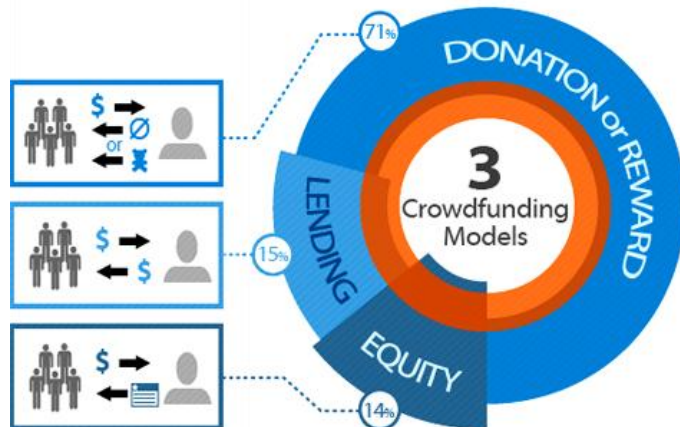 71%
DONATION or REWARD
$
or
3
Crowdfunding
Models
LENDING
$
$
15%
EQUITY
$
14%